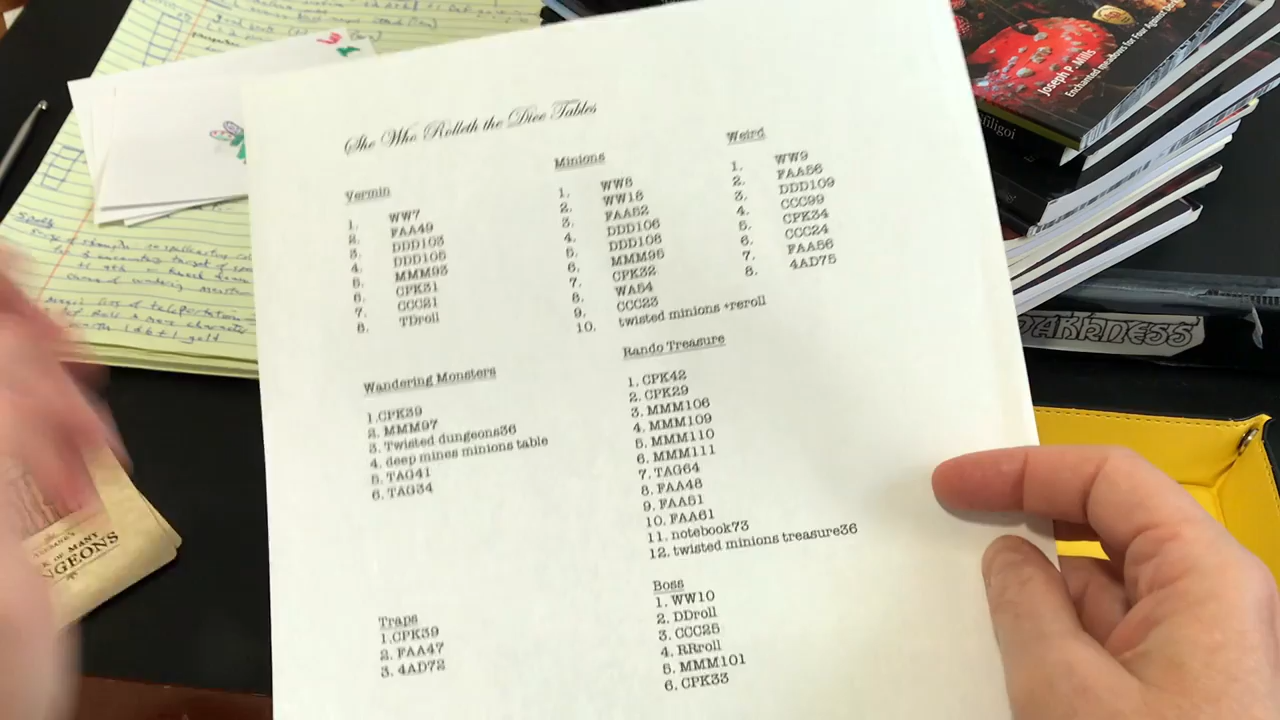 She Who Rolleth the Dice Tables
Vermin
1. WW7
2. FAA49
3. DDD103
4. DDD105
5. MMM93
6. CPK31
7. CCC21
8. TDroll
Minions
1. WW8
2. WW18
3. FAA52
4. DDD106
5. DDD108
6. MMM95
7. CPK32
8. WA54
9. CCC23
10. twisted minions +reroll
Weird
1. WW9
2. FAA56
3. DDD109
4. CCC99
5. CPK34
6. CCC24
7. FAA56
8. 4AD75
Wandering Monsters
1.CPK39
2. MMM97
3. Twisted dungeons36
4. deep mines minions table
5. TAG41
6. TAG34
Rando Treasure
1. CPK42
2. CPK29
3. MMM106
4. MMM109
5. MMM110
6. MMM111
7. TAG64
8. FAA48
9. FAA51
10. FAA61
11. notebook73
12. twisted minions treasure36
Traps
1.CPK39
2. FAA47
3. 4AD72
Boss
1. WW10
2. DDroll
3. CCC25
4. RRroll
5. MMM101
6. CPK33
Joseph P. Mills
Enchanted meadows for Four Against
DARKNESS
OF MANY